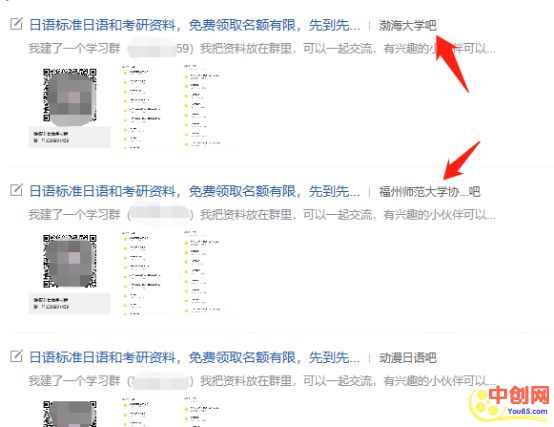 日语标准日语和考研资料，免费领取名额有限，先到先... | 渤海大学吧
我建了一个学习群（ 59）我把资料放在群里，可以一起交流，有兴趣的小伙伴可以...
日语标准日语和考研资料，免费领取名额有限，先到先... | 福州师范大学协...吧
我建了一个学习群（ ）我把资料放在群里，可以一起交流，有兴趣的小伙伴可以...
日语标准日语和考研资料，免费领取名额有限，先到先... | 动漫日语吧
我建了一个学习群（ ）我把资料放在群里，可以一起交流，有兴趣的小伙伴可以...
中创网
You85.com